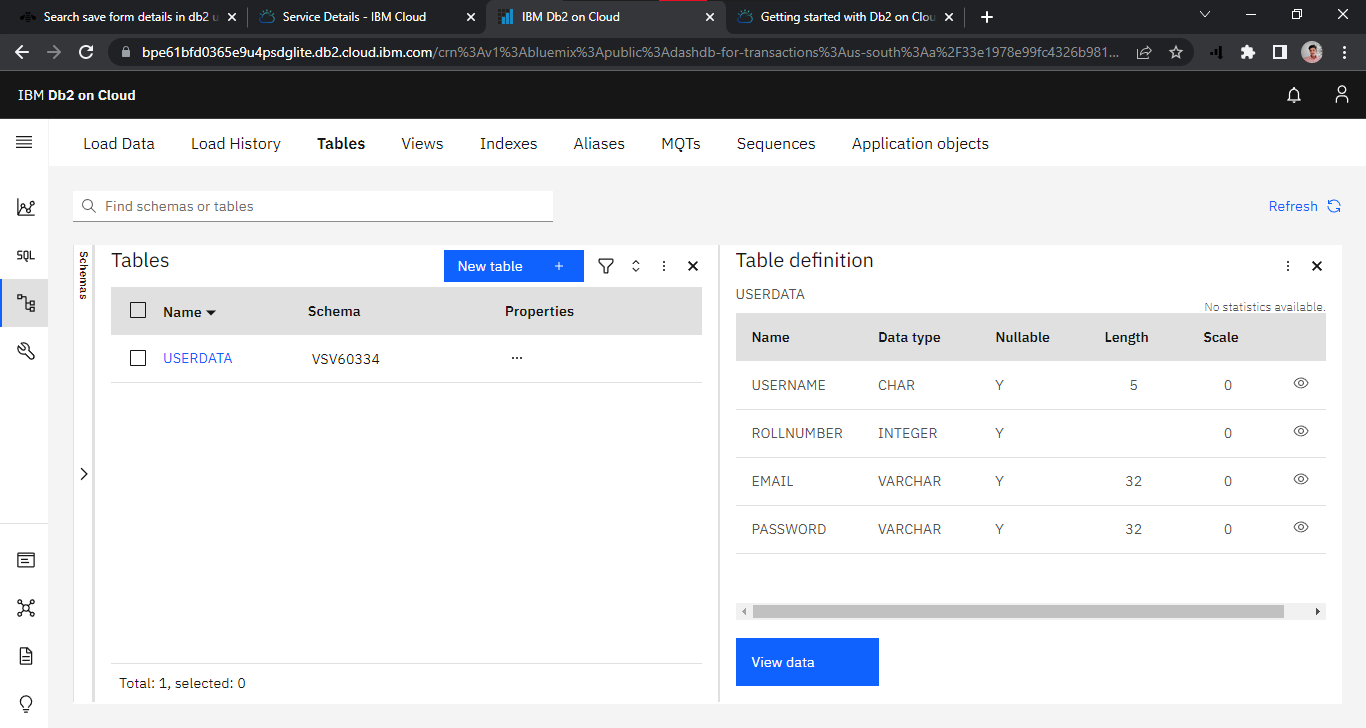 Search save form details in db2 u
Service Details - IBM Cloud
IBM Db2 on Cloud
Getting started with Db2 on Clou
bpe61bfd0365e9u4psdglite.db2.cloud.ibm.com/crn%3Av1%3Abluemix%3Apublic%3Adashdb-for-transactions%3Aus-south%3Aa%2F33e1978e99fc4326b981...
IBM Db2 on Cloud
Load Data Load History Tables Views Indexes Aliases MQTs Sequences Application objects
SQL
Find schemas or tables
Refresh
Schemas
Tables
New table +
Name Schema Properties
USERDATA VSV60334 ...
Total: 1, selected: 0
Table definition
USERDATA
No statistics available.
Name Data type Nullable Length Scale
USERNAME CHAR Y 5 0
ROLLNUMBER INTEGER Y 0
EMAIL VARCHAR Y 32 0
PASSWORD VARCHAR Y 32 0
View data